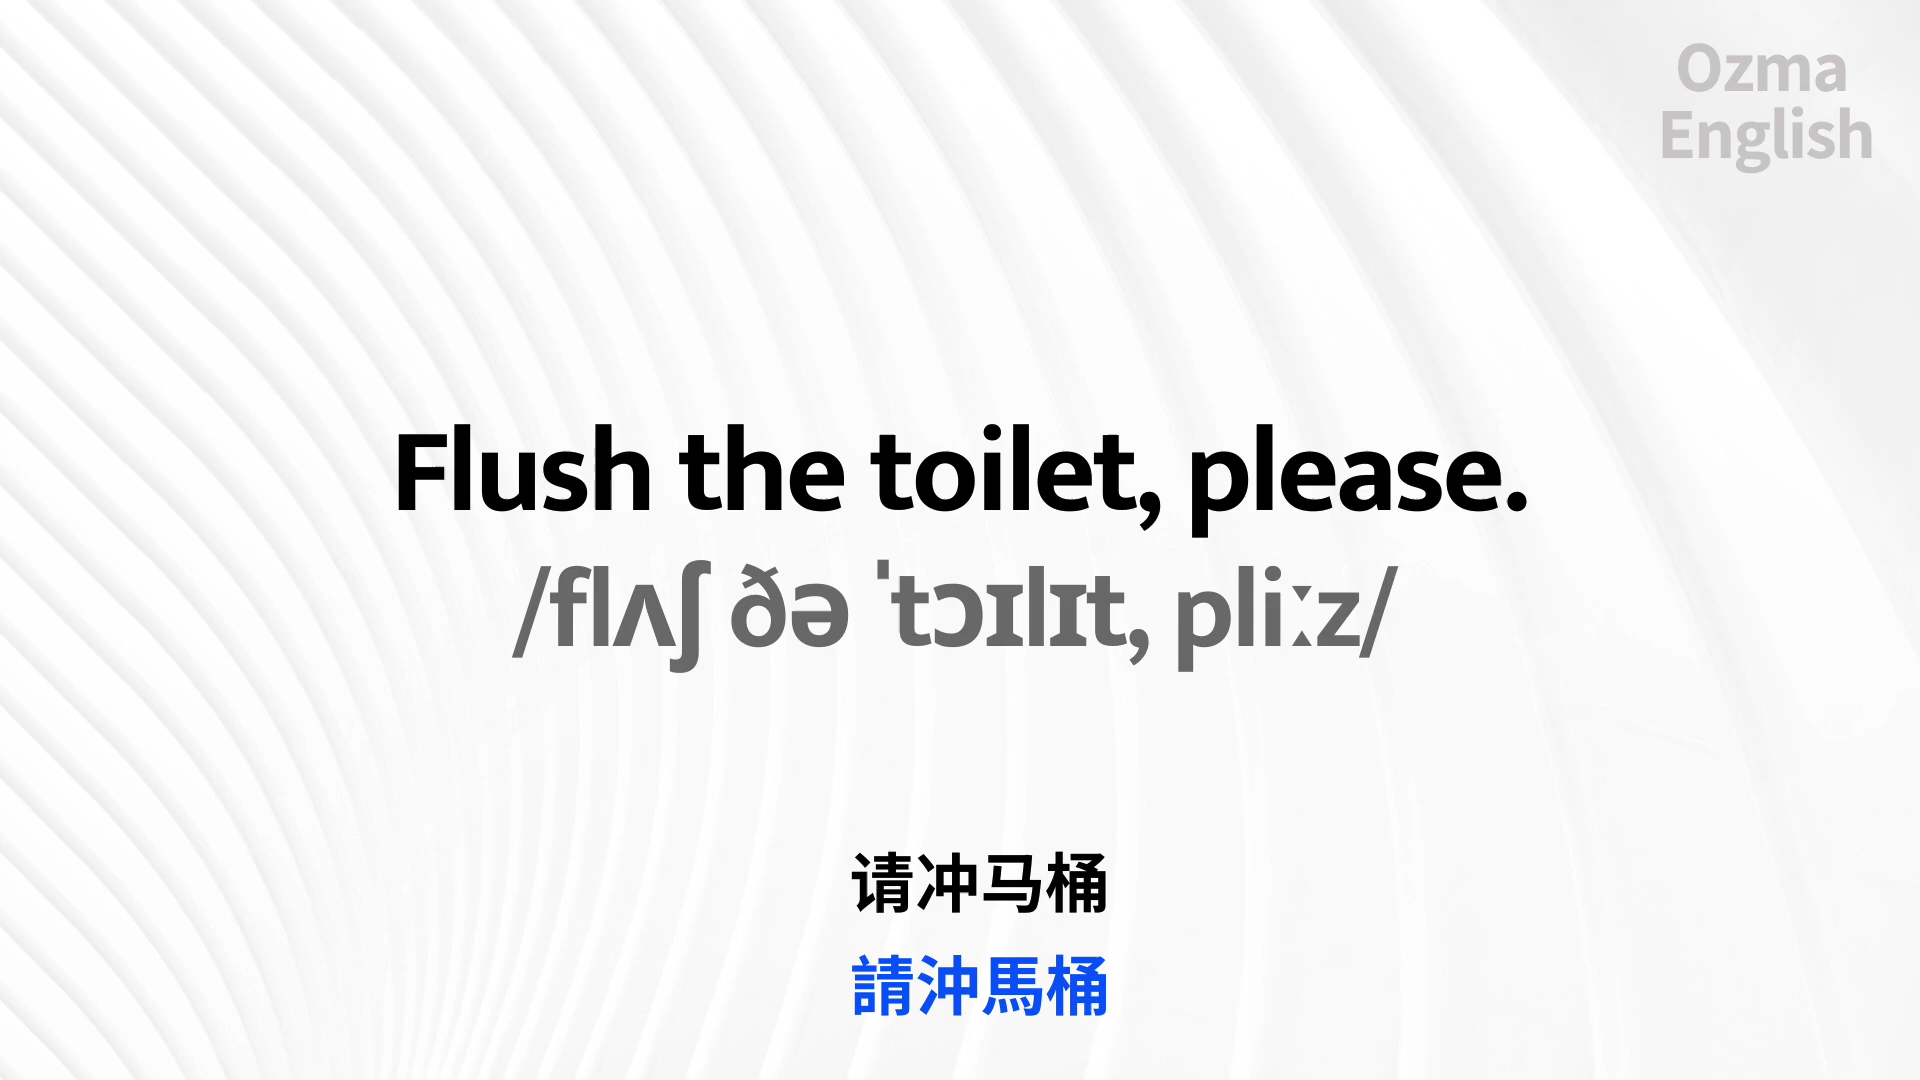 Ozma
English
Flush the toilet, please.
/flʌʃ ðə ˈtɔɪlɪt, pliːz/
请冲马桶
請沖馬桶